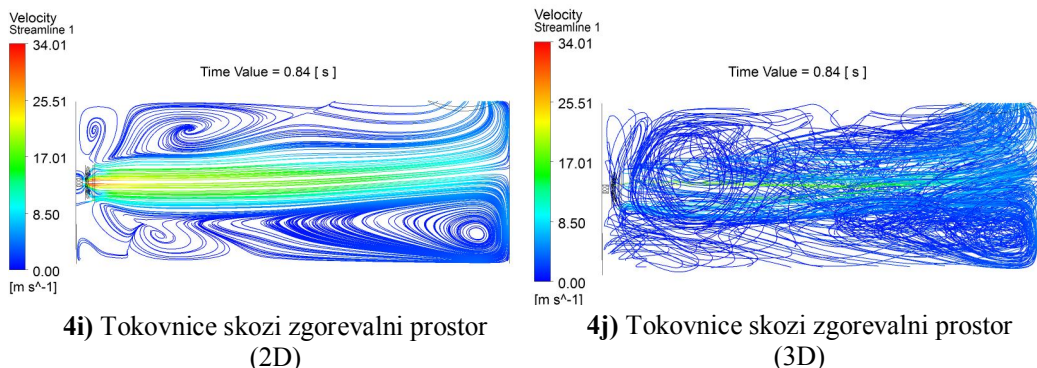 Velocity
Streamline 1
34.01
25.51
17.01
8.50
0.00
[m s^-1]
Time Value = 0.84 [ s ]
4i) Tokovnice skozi zgorevalni prostor
(2D)
Velocity
Streamline 1
34.01
25.51
17.01
8.50
0.00
[m s^-1]
Time Value = 0.84 [ s ]
4j) Tokovnice skozi zgorevalni prostor
(3D)